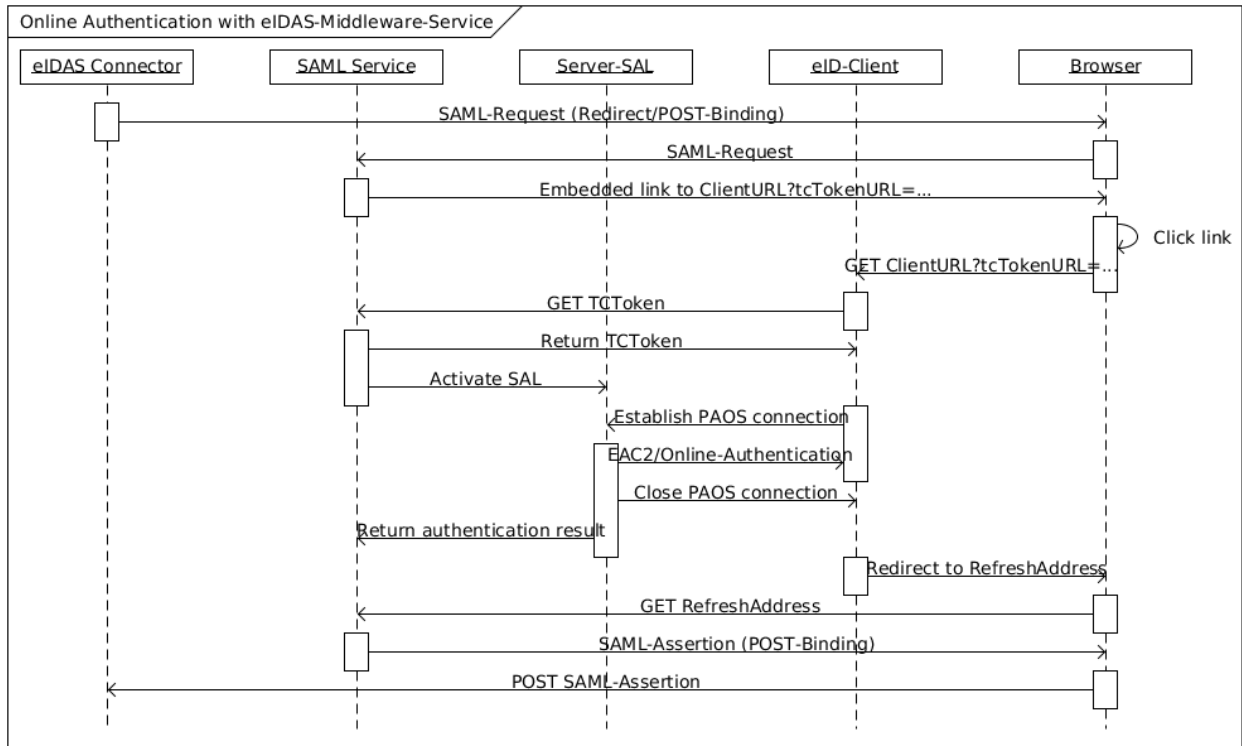 Online Authentication with eIDAS-Middleware-Service
eIDAS Connector
SAML Service
Server-SAL
eID-Client
Browser
SAML-Request (Redirect/POST-Binding)
SAML-Request
Embedded link to ClientURL?tcTokenURL=...
Click link
GET ClientURL?tcTokenURL=...
GET TCToken
Return TCToken
Activate SAL
Establish PAOS connection
EAC2/Online-Authentication
Close PAOS connection
Return authentication result
Redirect to RefreshAddress
GET RefreshAddress
SAML-Assertion (POST-Binding)
POST SAML-Assertion